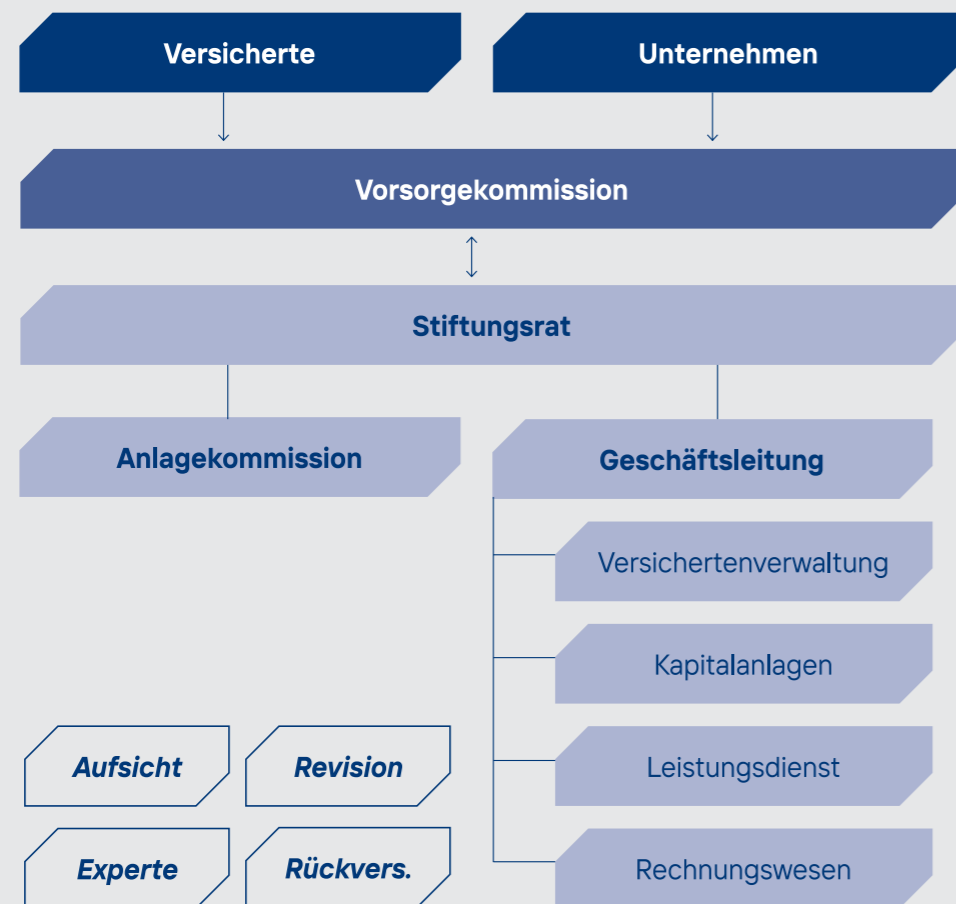 Versicherte
Unternehmen
Vorsorgekommission
Stiftungsrat
Anlagekommission
Geschäftsleitung
Versichertenverwaltung
Kapitalanlagen
Leistungsdienst
Rechnungswesen
Aufsicht
Revision
Experte
Rückvers.